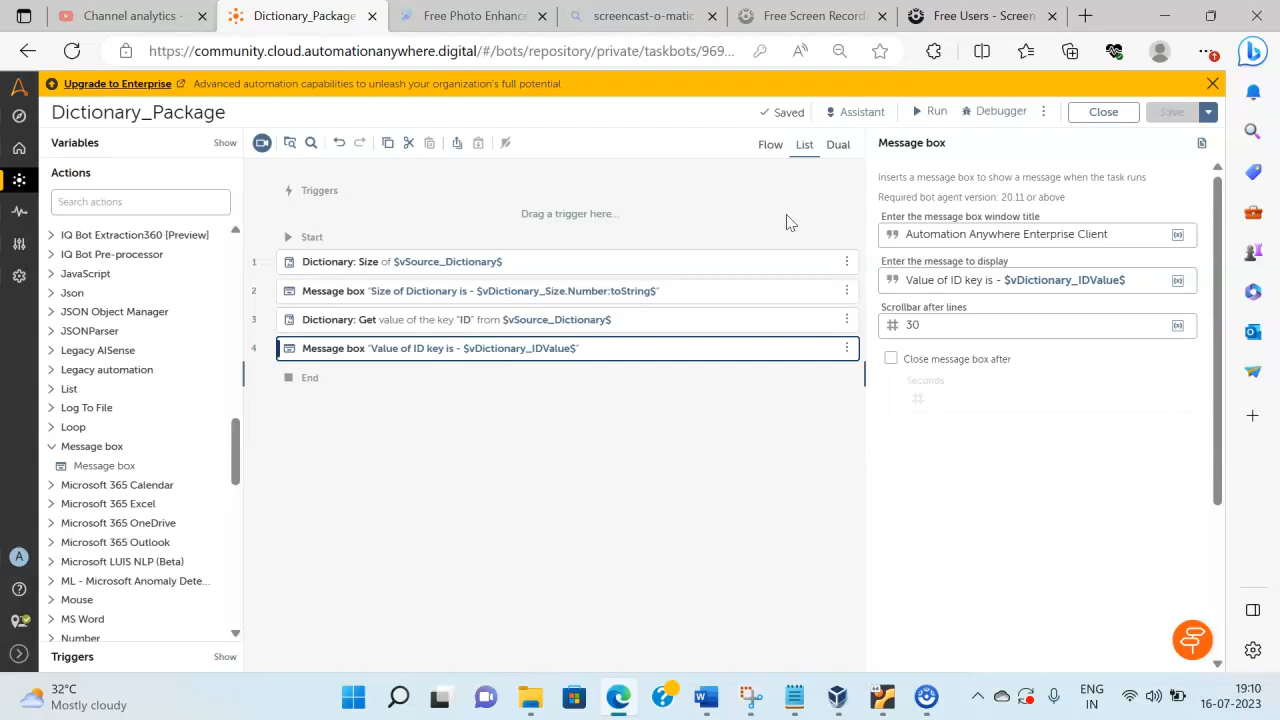 Dictionary_P
Free Enhance
screencast-o-matic
Free Screen Record
Free Users - Screen
https://community.cloud.automationanywhere.digital/#/bots/repository/private/taskbots/969...
Upgrade to Enterprise
Advanced automation capabilities to unleash your organization's full potential
Dictionary_Package
Saved
Assistant
Run
Debugger
Close
Save
Variables
Show
Flow
List
Dual
Message box
Actions
Search actions
Inserts a message box to show a message when the task runs
Required bot agent version: 20.11 or above
Enter the message box window title
Automation Anywhere Enterprise Client
Enter the message to display
Value of ID key is - $vDictionary_IDValue$
Scrollbar after lines
30
Close message box after
Seconds
IQ Bot Extraction360 [Preview]
IQ Bot Pre-processor
JavaScript
Json
JSON Object Manager
JSONParser
Legacy AISense
Legacy automation
List
Log To File
Loop
Message box
Message box
Microsoft 365 Calendar
Microsoft 365 Excel
Microsoft 365 OneDrive
Microsoft 365 Outlook
Microsoft LUIS NLP (Beta)
ML - Microsoft Anomaly Dete...
Mouse
MS Word
Number
Triggers
Show
Triggers
Drag a trigger here...
Start
1 Dictionary: Size of $vSource_Dictionary$
2 Message box "Size of Dictionary is - $vDictionary_Size.Number:toString$"
3 Dictionary: Get value of the key "ID" from $vSource_Dictionary$
4 Message box "Value of ID key is - $vDictionary_IDValue$"
End
32°C
Mostly cloudy
ENG
IN
19:10
16-07-2023